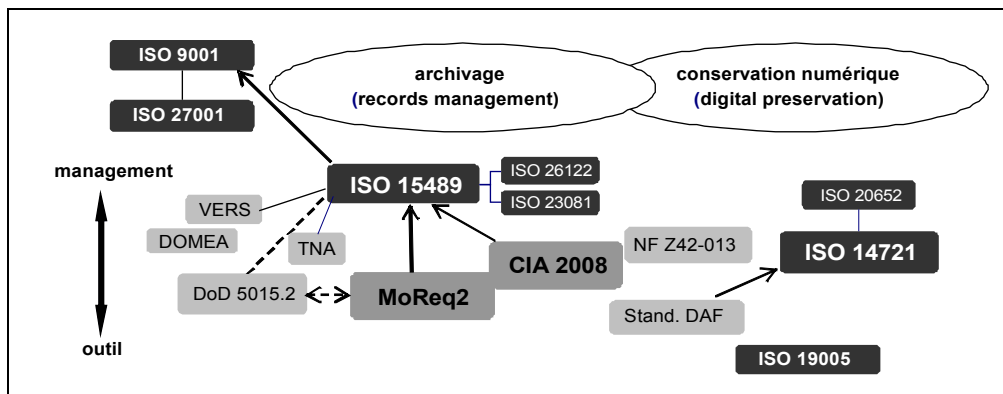 ISO 9001
archivage
(records management)
conservation numérique
(digital preservation)
ISO 27001
management
ISO 15489
ISO 26122
ISO 23081
ISO 20652
VERS
DOMEA
TNA
NF Z42-013
ISO 14721
CIA 2008
DoD 5015.2
MoReq2
Stand. DAF
outil
ISO 19005